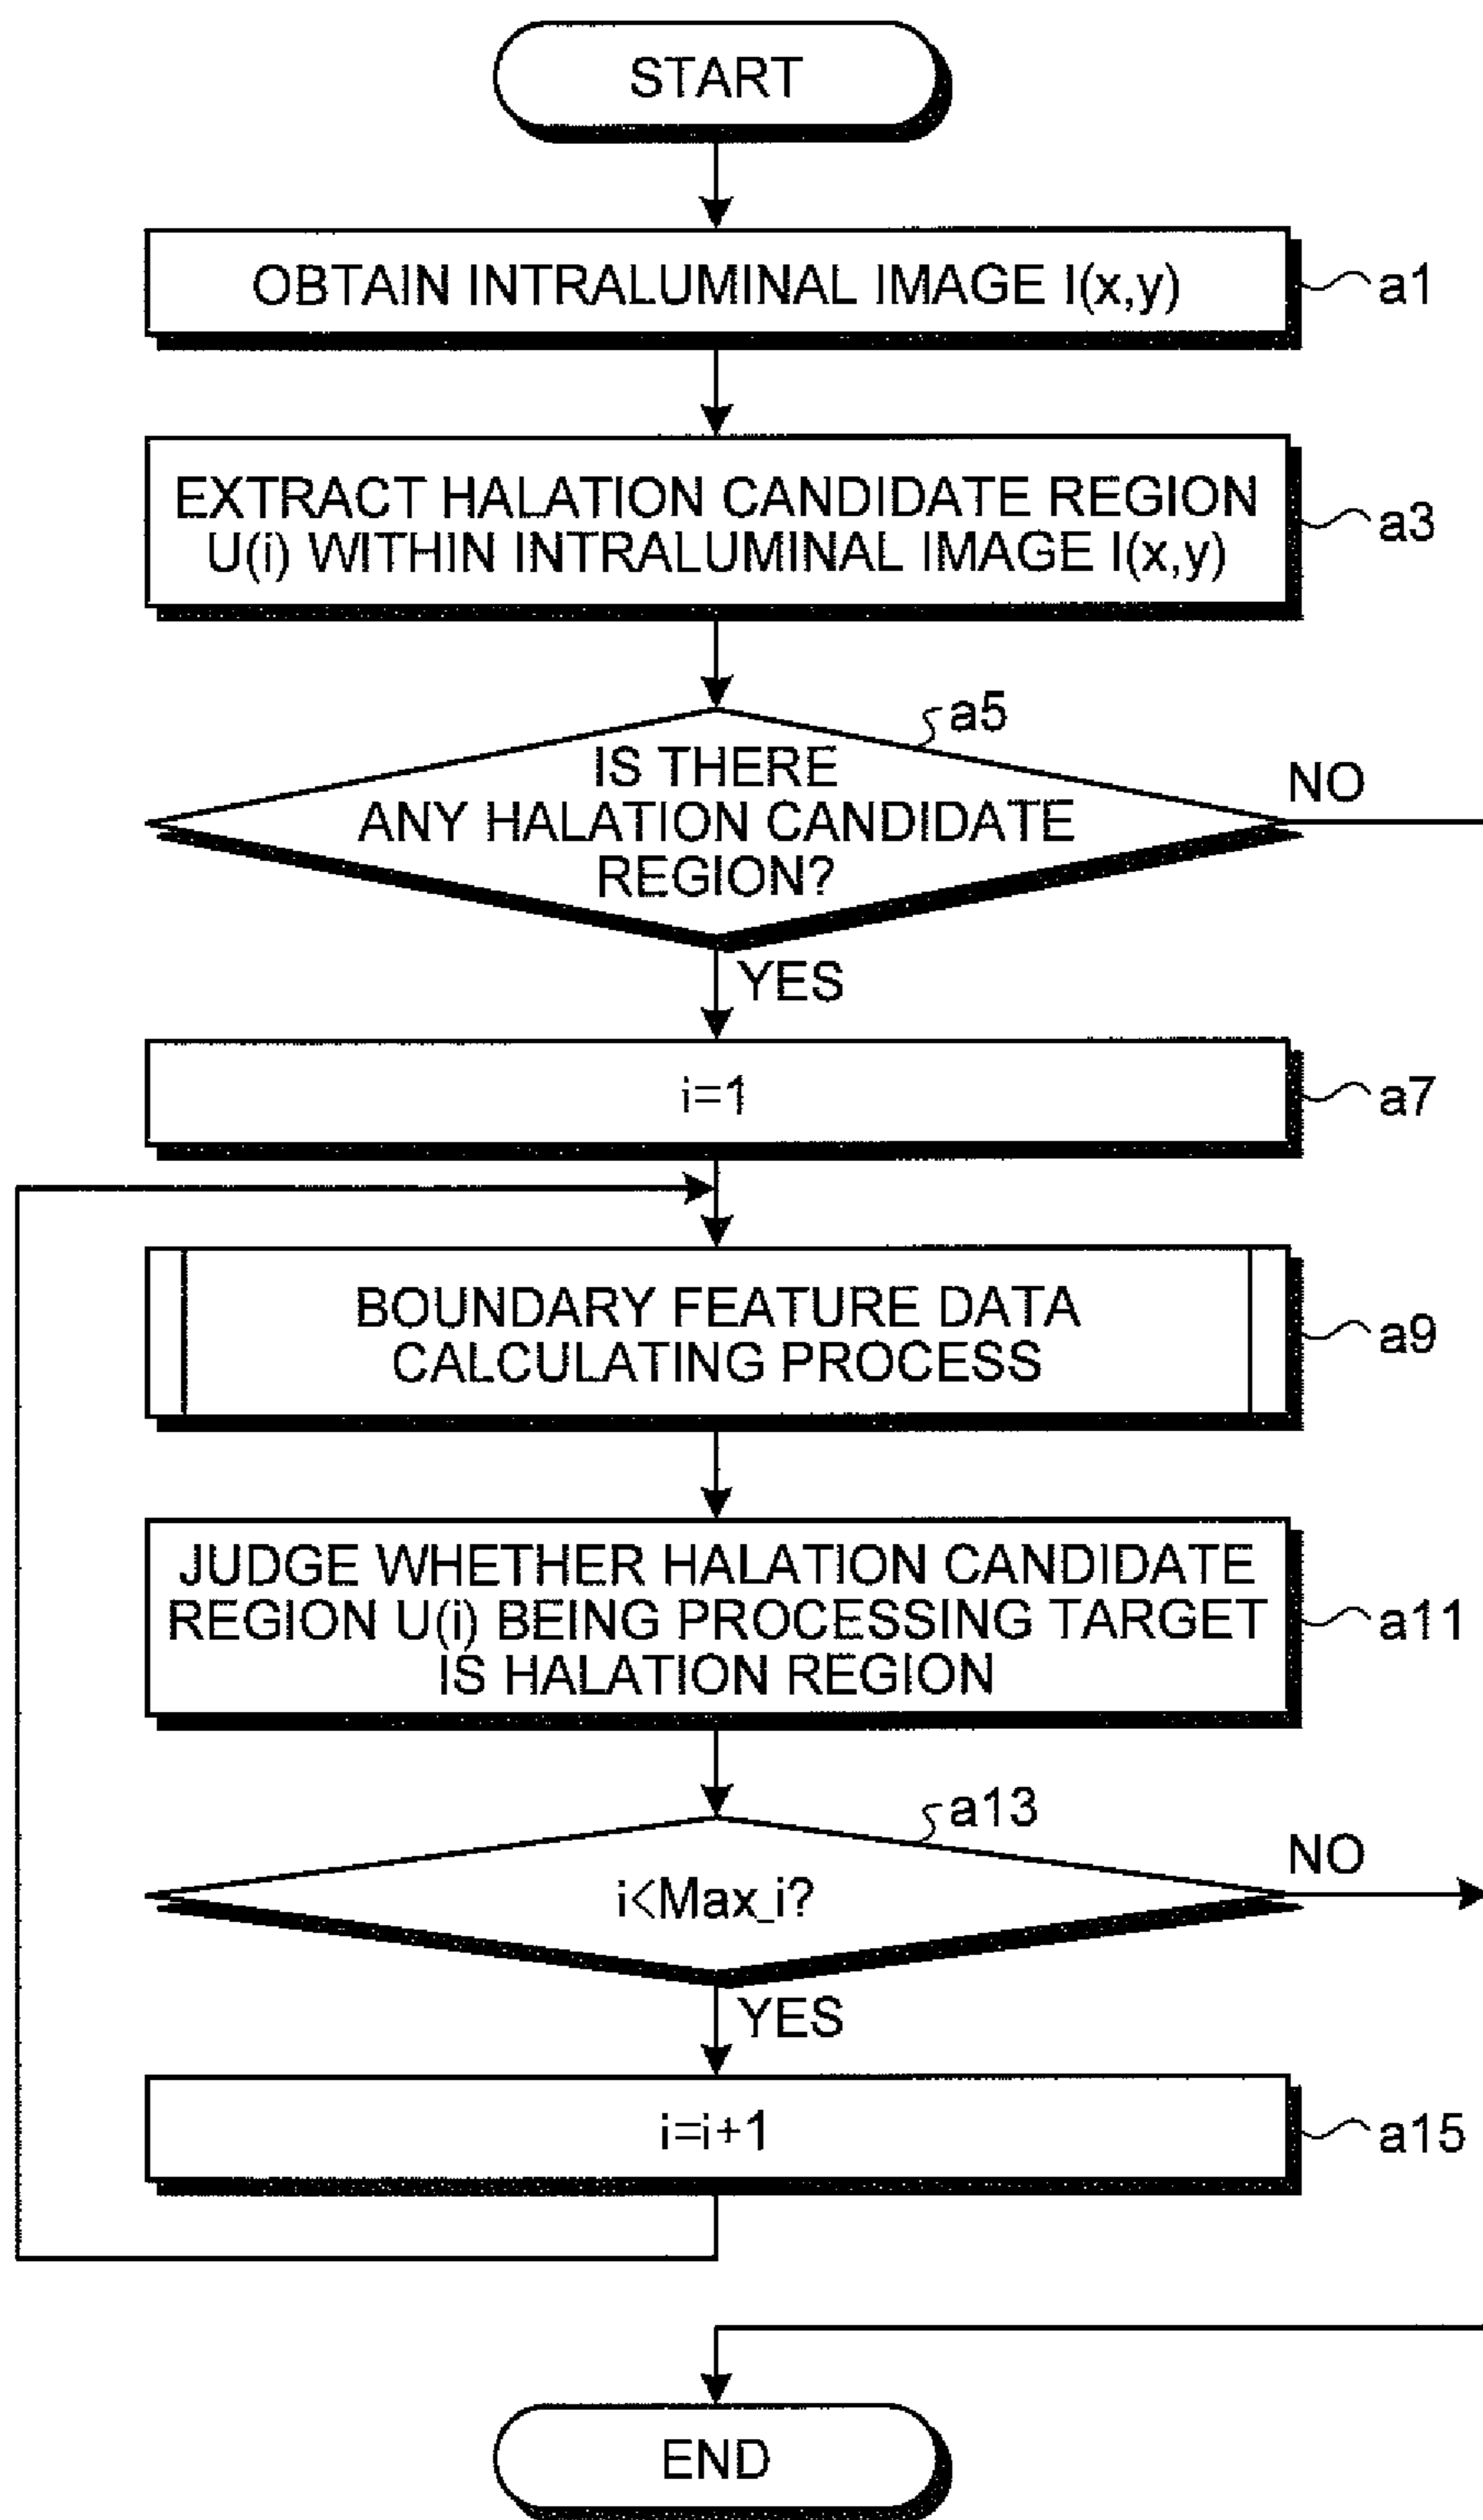 START
OBTAIN INTRALUMINAL IMAGE I(x,y)
a1
EXTRACT HALATION CANDIDATE REGION
U(i) WITHIN INTRALUMINAL IMAGE I(x,y)
a3
a5
IS THERE
ANY HALATION CANDIDATE
REGION?
NO
YES
i=1
a7
BOUNDARY FEATURE DATA
CALCULATING PROCESS
a9
JUDGE WHETHER HALATION CANDIDATE
REGION U(i) BEING PROCESSING TARGET
IS HALATION REGION
a11
a13
i<Max_i?
NO
YES
i=i+1
a15
END